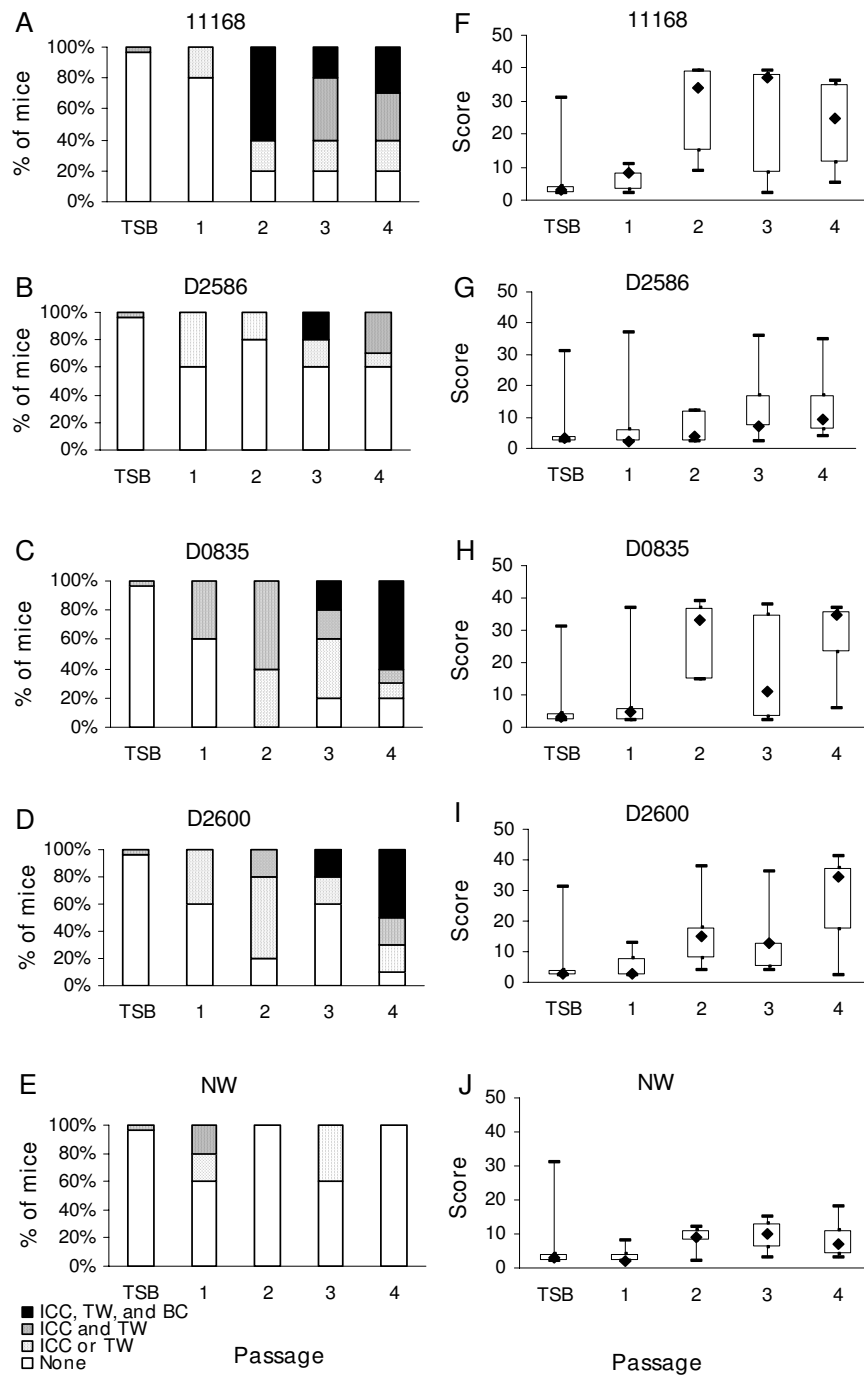 A
11168
100%
80%
60%
40%
20%
0%
% of mice
TSB 1 2 3 4
B
D2586
100%
80%
60%
40%
20%
0%
% of mice
TSB 1 2 3 4
C
D0835
100%
80%
60%
40%
20%
0%
% of mice
TSB 1 2 3 4
D
D2600
100%
80%
60%
40%
20%
0%
% of mice
TSB 1 2 3 4
E
NW
100%
80%
60%
40%
20%
0%
% of mice
TSB 1 2 3 4
ICC, TW, and BC
ICC and TW
ICC or TW
None
Passage
F
11168
50
40
30
20
10
0
Score
TSB 1 2 3 4
G
D2586
50
40
30
20
10
0
Score
TSB 1 2 3 4
H
D0835
50
40
30
20
10
0
Score
TSB 1 2 3 4
I
D2600
50
40
30
20
10
0
Score
TSB 1 2 3 4
J
NW
50
40
30
20
10
0
Score
TSB 1 2 3 4
Passage